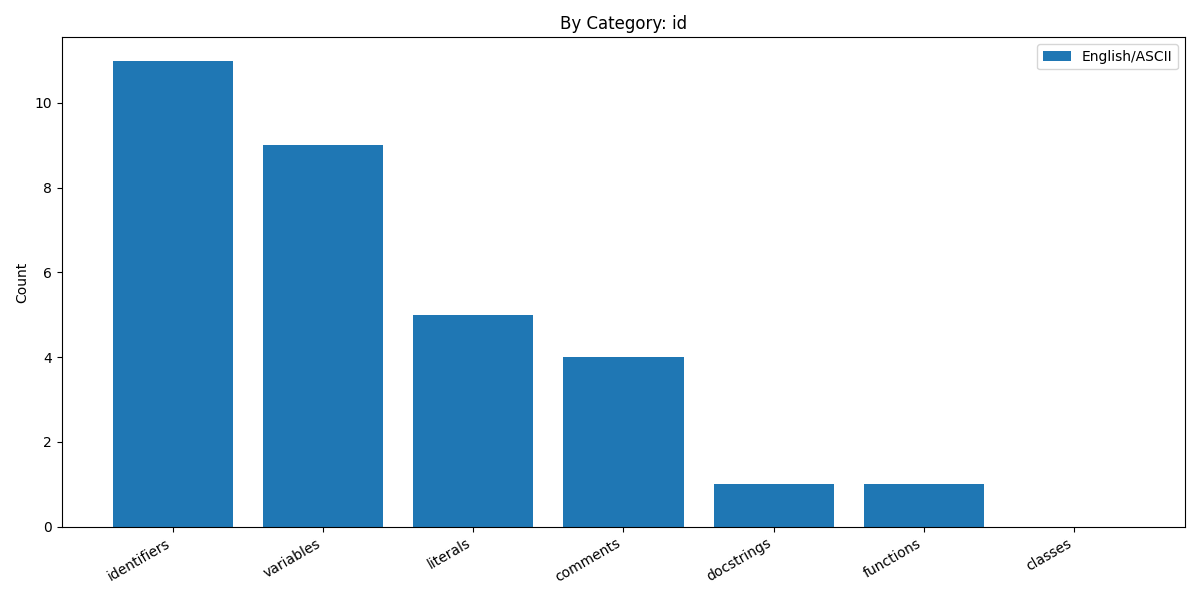 By Category: id
English/ASCII
Count
10
8
6
4
2
0
identifiers
variables
literals
comments
docstrings
functions
classes